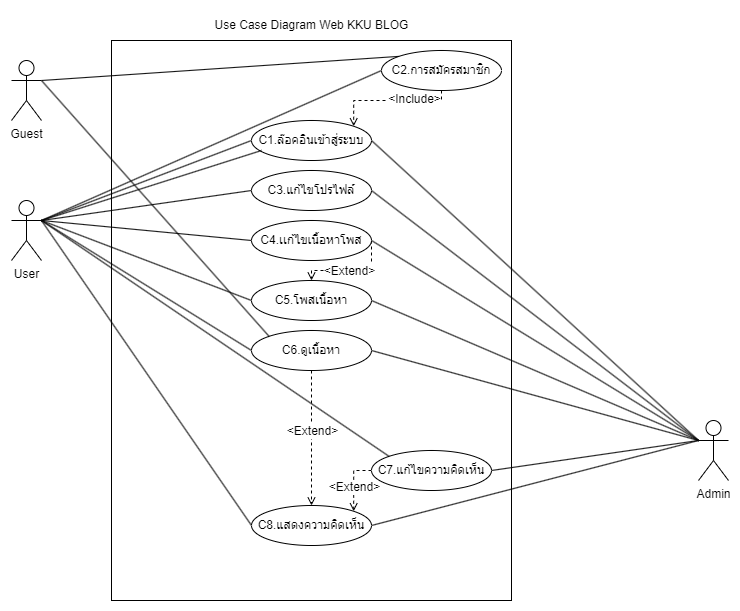 Use Case Diagram Web KKU BLOG
C2.การสมัครสมาชิก
<Include>
Guest
C1.ล๊อคอินเข้าสู่ระบบ
C3.แก้ไขโปรไฟล์
C4.แก้ไขเนื้อหาโพส
User
<Extend>
C5.โพสเนื้อหา
C6.ดูเนื้อหา
<Extend>
C7.แก้ไขความคิดเห็น
<Extend>
Admin
C8.แสดงความคิดเห็น